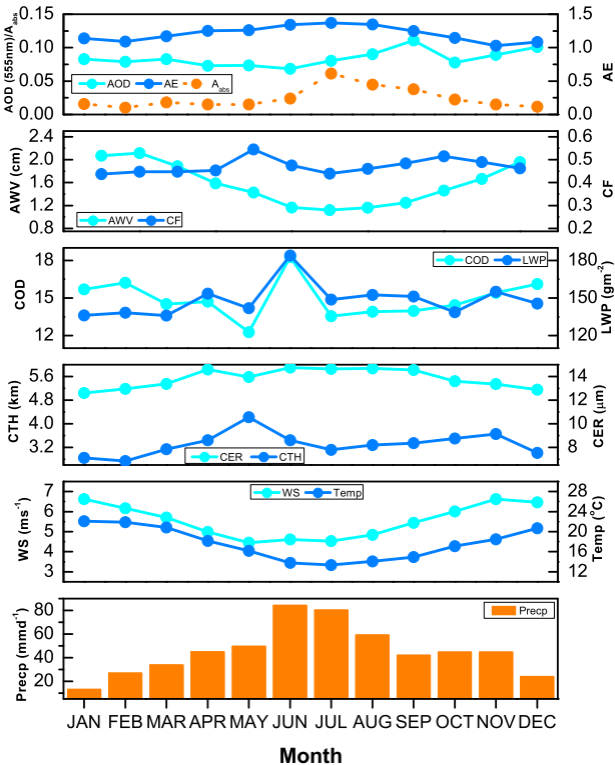 AOD (555nm)/A_abs
0.15
0.10
0.05
0.00
AOD AE A_abs
1.5
1.0
0.5
0.0
AE
AWV (cm)
2.4
1.8
1.2
0.8
AWV CF
0.6
0.5
0.4
0.3
0.2
CF
COD
18
15
12
COD LWP
180
150
120
LWP (gm⁻²)
CTH (km)
5.6
4.8
4.0
3.2
CER CTH
14
12
10
8
CER (μm)
WS (ms⁻¹)
7
6
5
4
3
WS Temp
28
24
20
16
12
Temp (°C)
Precp (mmd⁻¹)
80
60
40
20
Precp
JAN FEB MAR APR MAY JUN JUL AUG SEP OCT NOV DEC
Month